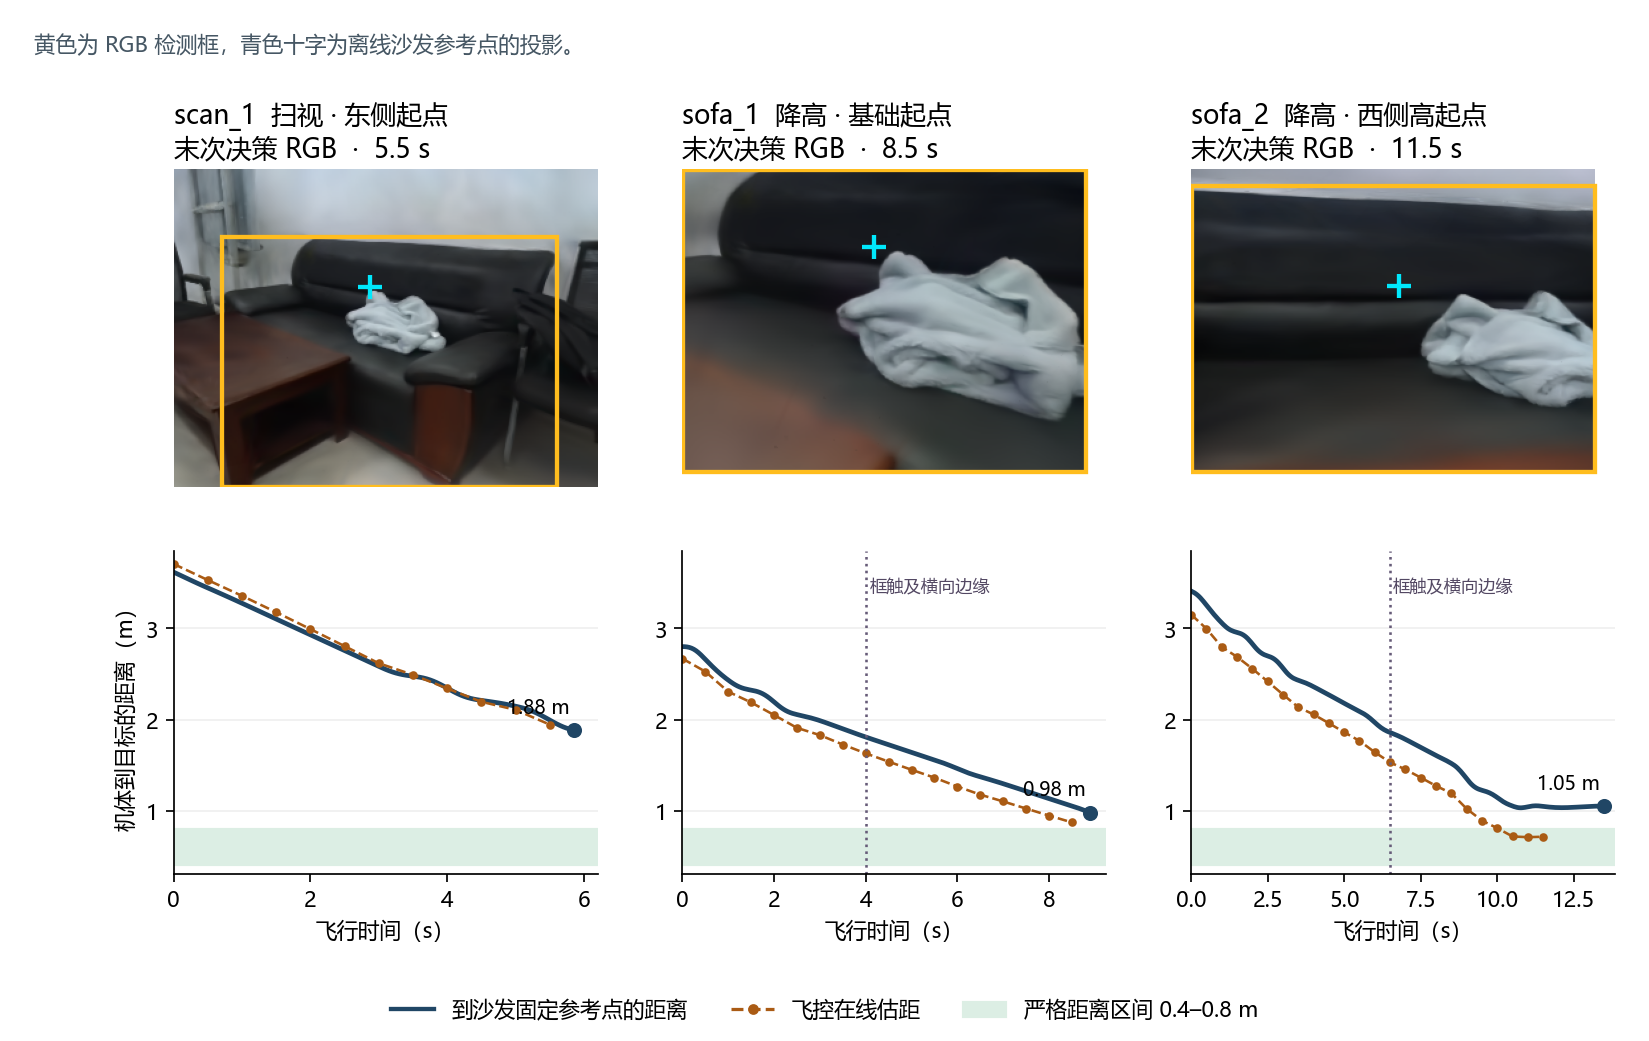 黄色为 RGB 检测框，青色十字为离线沙发参考点的投影。
scan_1 扫视 · 东侧起点
末次决策 RGB · 5.5 s
sofa_1 降高 · 基础起点
末次决策 RGB · 8.5 s
sofa_2 降高 · 西侧高起点
末次决策 RGB · 11.5 s
机体到目标的距离（m）
3
2
1
1.88 m
0
2
4
6
飞行时间（s）
框触及横向边缘
3
2
1
0.98 m
0
2
4
6
8
飞行时间（s）
框触及横向边缘
3
2
1
1.05 m
0.0
2.5
5.0
7.5
10.0
12.5
飞行时间（s）
到沙发固定参考点的距离
飞控在线估距
严格距离区间 0.4–0.8 m